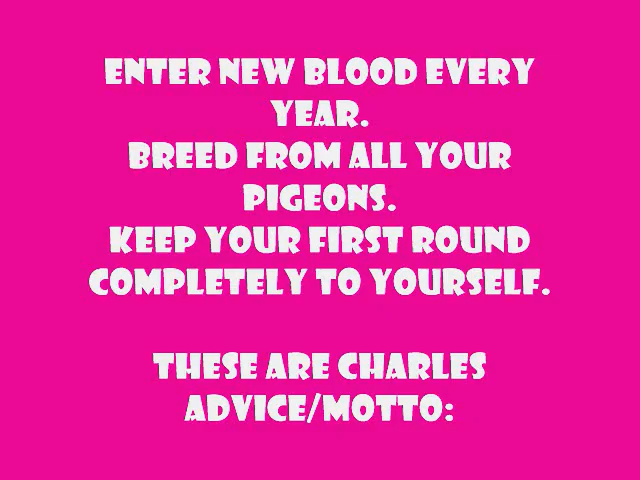 ENTER NEW BLOOD EVERY
YEAR.
BREED FROM ALL YOUR
PIGEONS.
KEEP YOUR FIRST ROUND
COMPLETELY TO YOURSELF.
THESE ARE CHARLES
ADVICE/MOTTO: